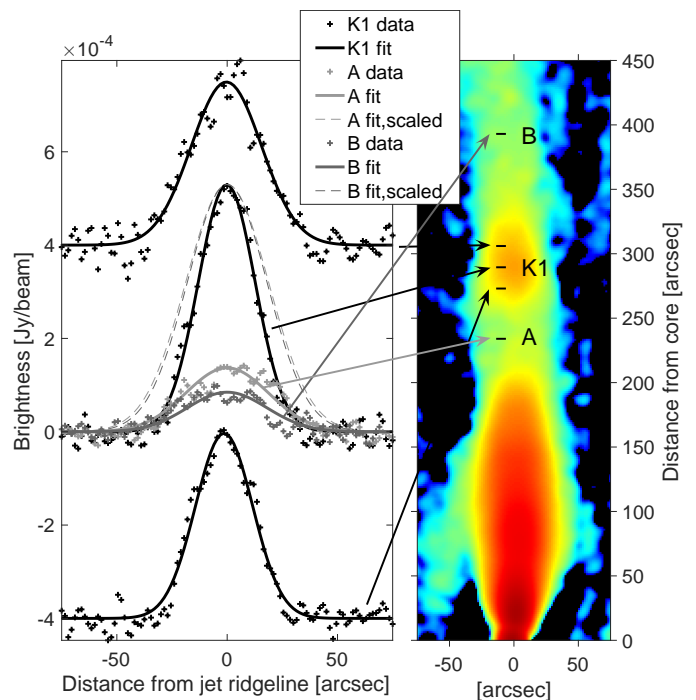 ×10⁻⁴
K1 data
K1 fit
A data
A fit
A fit,scaled
B data
B fit
B fit,scaled
6
4
2
0
-2
-4
Brightness [Jy/beam]
-50
0
50
Distance from jet ridgeline [arcsec]
B
K1
A
450
400
350
300
250
200
150
100
50
0
Distance from core [arcsec]
-50
0
50
[arcsec]